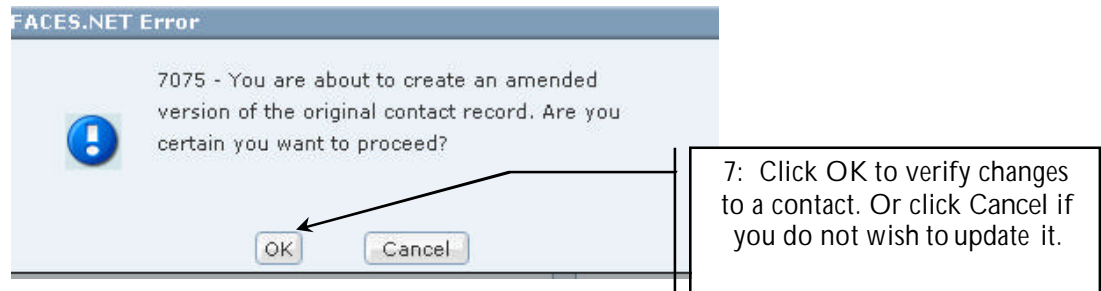 FACES.NET Error
7075 - You are about to create an amended
version of the original contact record. Are you
certain you want to proceed?
OK Cancel
7: Click OK to verify changes
to a contact. Or click Cancel if
you do not wish to update it.